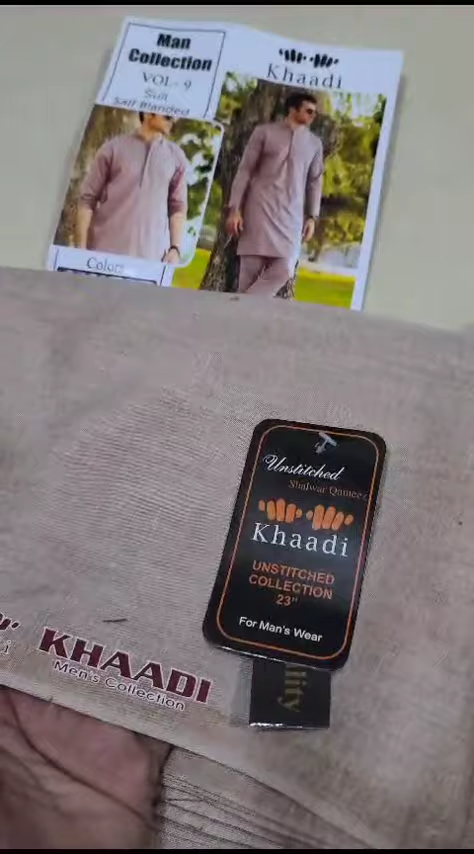 Man
Collection
VOL- 9
Suit
Self Blanded
Khaadi
Colors
Unstitched
Shalwar Qameez
Khaadi
UNSTITCHED
COLLECTION
23"
For Man's Wear
KHAADI
Men's Collection